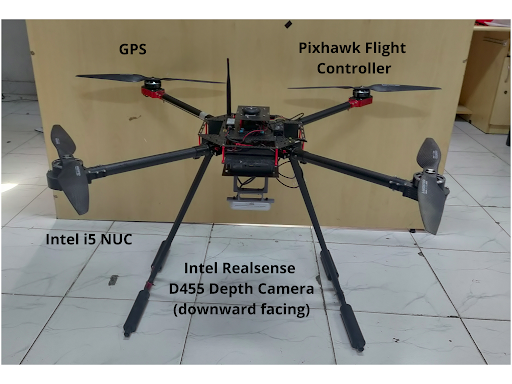 GPS
Pixhawk Flight
Controller
Intel i5 NUC
Intel Realsense
D455 Depth Camera
(downward facing)